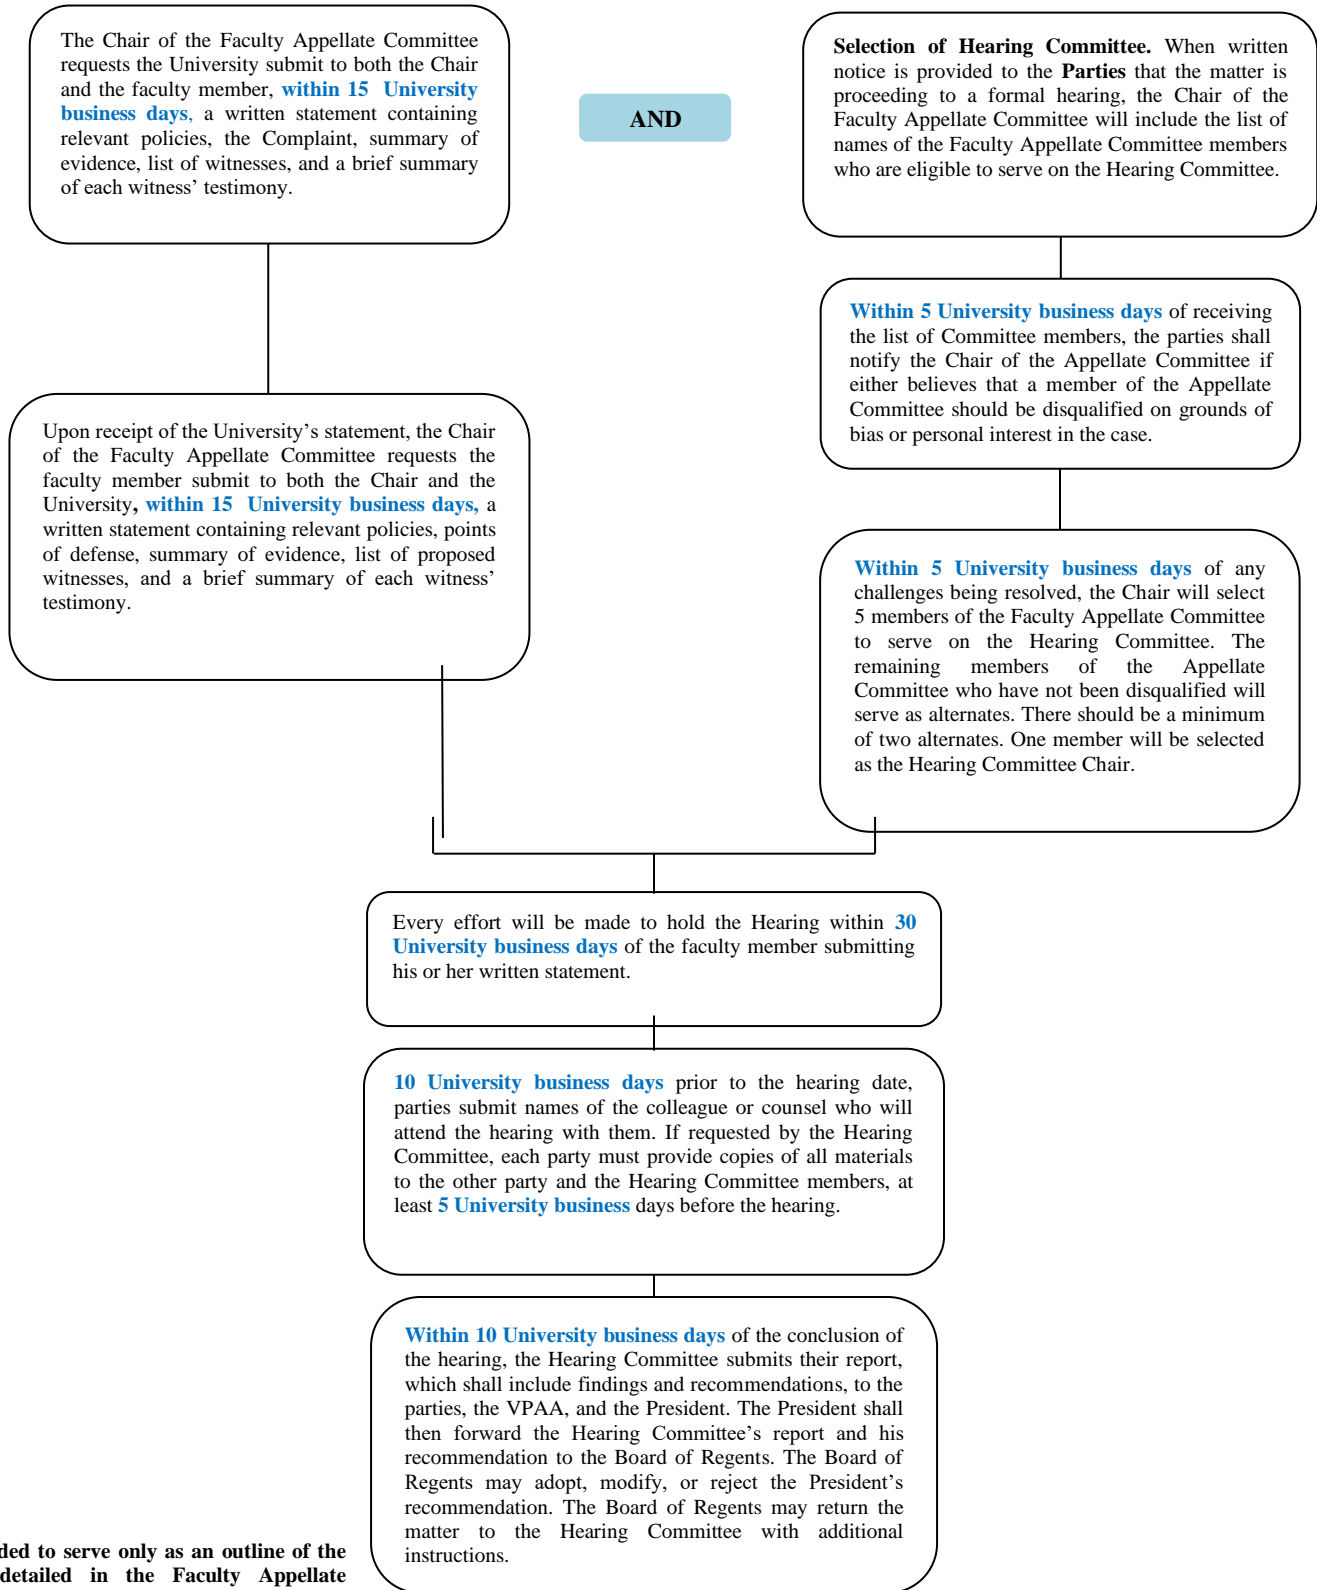 The Chair of the Faculty Appellate Committee
requests the University submit to both the Chair
and the faculty member, within 15 University
business days, a written statement containing
relevant policies, the Complaint, summary of
evidence, list of witnesses, and a brief summary
of each witness’ testimony.
AND
Selection of Hearing Committee. When written
notice is provided to the Parties that the matter is
proceeding to a formal hearing, the Chair of the
Faculty Appellate Committee will include the list of
names of the Faculty Appellate Committee members
who are eligible to serve on the Hearing Committee.
Within 5 University business days of receiving
the list of Committee members, the parties shall
notify the Chair of the Appellate Committee if
either believes that a member of the Appellate
Committee should be disqualified on grounds of
bias or personal interest in the case.
Upon receipt of the University’s statement, the Chair
of the Faculty Appellate Committee requests the
faculty member submit to both the Chair and the
University, within 15 University business days, a
written statement containing relevant policies, points
of defense, summary of evidence, list of proposed
witnesses, and a brief summary of each witness’
testimony.
Within 5 University business days of any
challenges being resolved, the Chair will select
5 members of the Faculty Appellate Committee
to serve on the Hearing Committee. The
remaining members of the Appellate
Committee who have not been disqualified will
serve as alternates. There should be a minimum
of two alternates. One member will be selected
as the Hearing Committee Chair.
Every effort will be made to hold the Hearing within 30
University business days of the faculty member submitting
his or her written statement.
10 University business days prior to the hearing date,
parties submit names of the colleague or counsel who will
attend the hearing with them. If requested by the Hearing
Committee, each party must provide copies of all materials
to the other party and the Hearing Committee members, at
least 5 University business days before the hearing.
Within 10 University business days of the conclusion of
the hearing, the Hearing Committee submits their report,
which shall include findings and recommendations, to the
parties, the VPAA, and the President. The President shall
then forward the Hearing Committee’s report and his
recommendation to the Board of Regents. The Board of
Regents may adopt, modify, or reject the President’s
recommendation. The Board of Regents may return the
matter to the Hearing Committee with additional
instructions.
ded to serve only as an outline of the
detailed in the Faculty Appellate